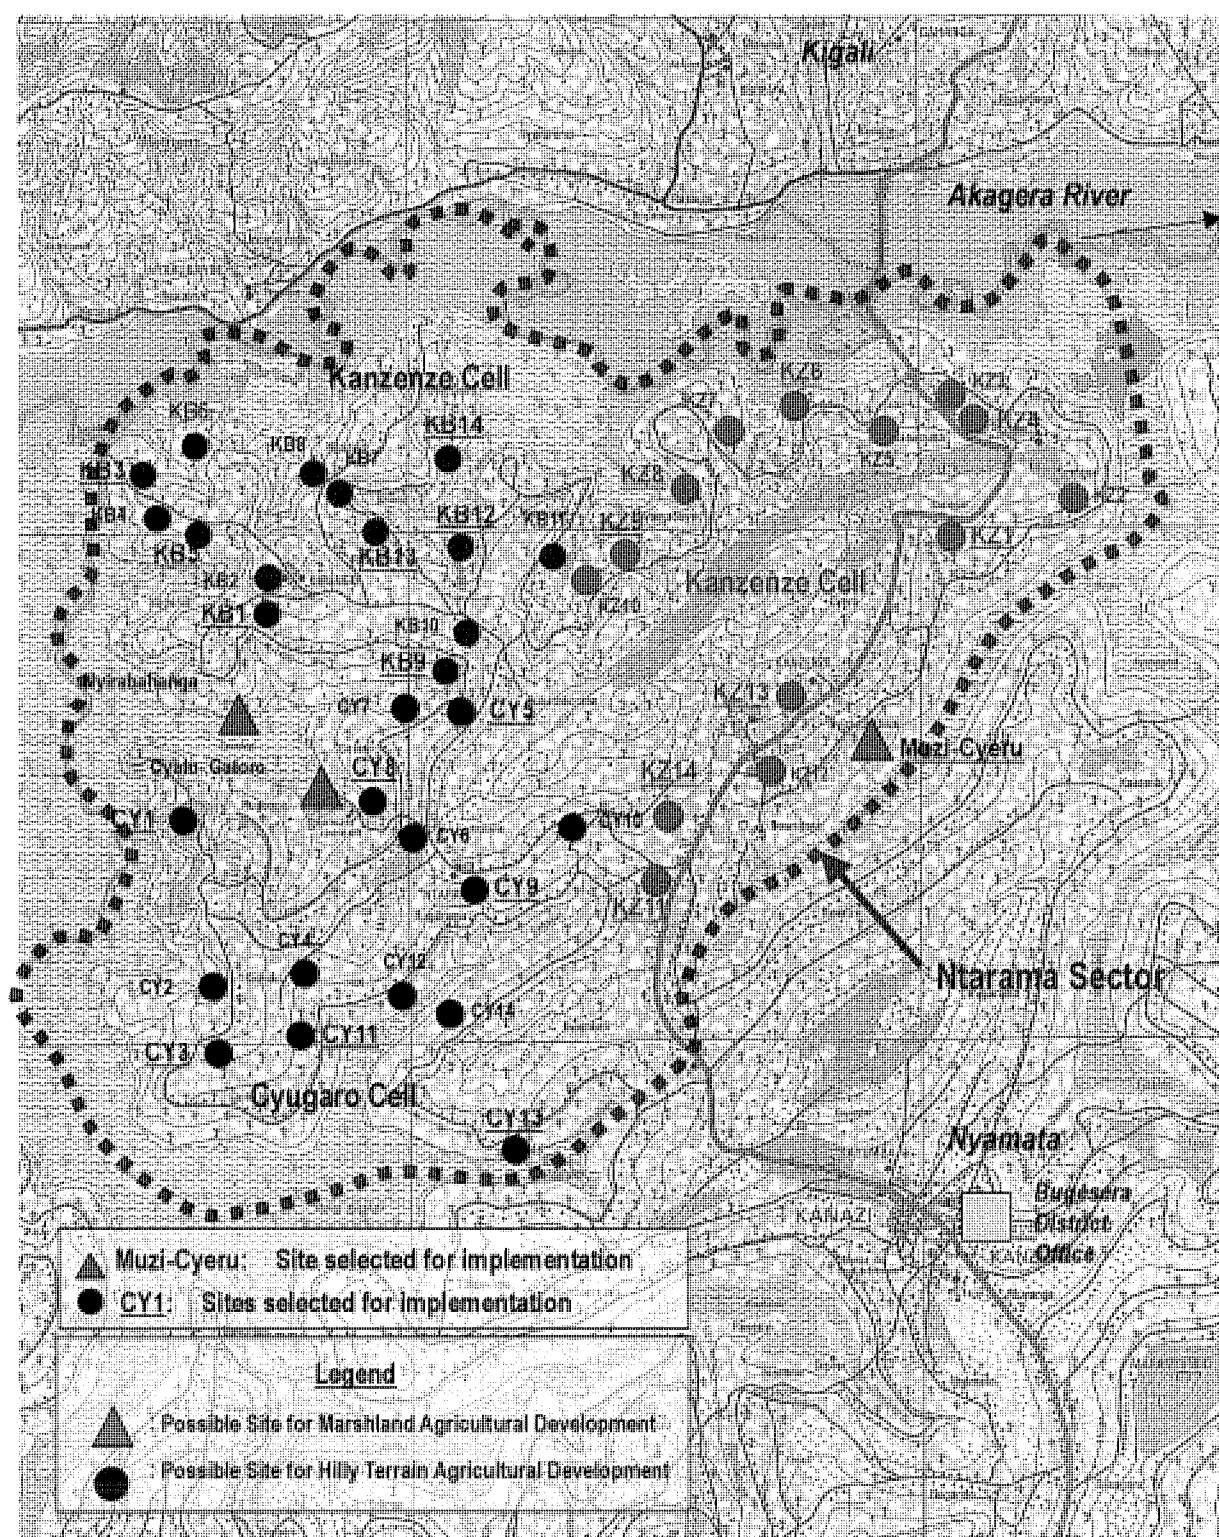 Kigali
Akagera River
Kanzenze Cell
KZ6
KZ3
KB6
KB14
KZ7
KZ4
KB8
KB7
KZ5
KB3
KZ8
KZ2
KB4
KB12
KB11
KZ9
KZ1
KB5
KB13
KB2
Kanzenze Cell
KZ10
KB1
KB10
KB9
Nyirabahanga
KZ13
CY7
CY5
Muzi-Cyeru
CY8
KZ14
CY1
CY6
CY10
CY9
CY4
CY12
Ntarama Sector
CY2
CY14
CY3
CY11
Cyugaro Cell
CY13
Nyamata
Bugesera
District
Office
KANAZI
Muzi-Cyeru: Site selected for implementation
CY1: Sites selected for implementation
Legend
: Possible Site for Marshland Agricultural Development
: Possible Site for Hilly Terrain Agricultural Development